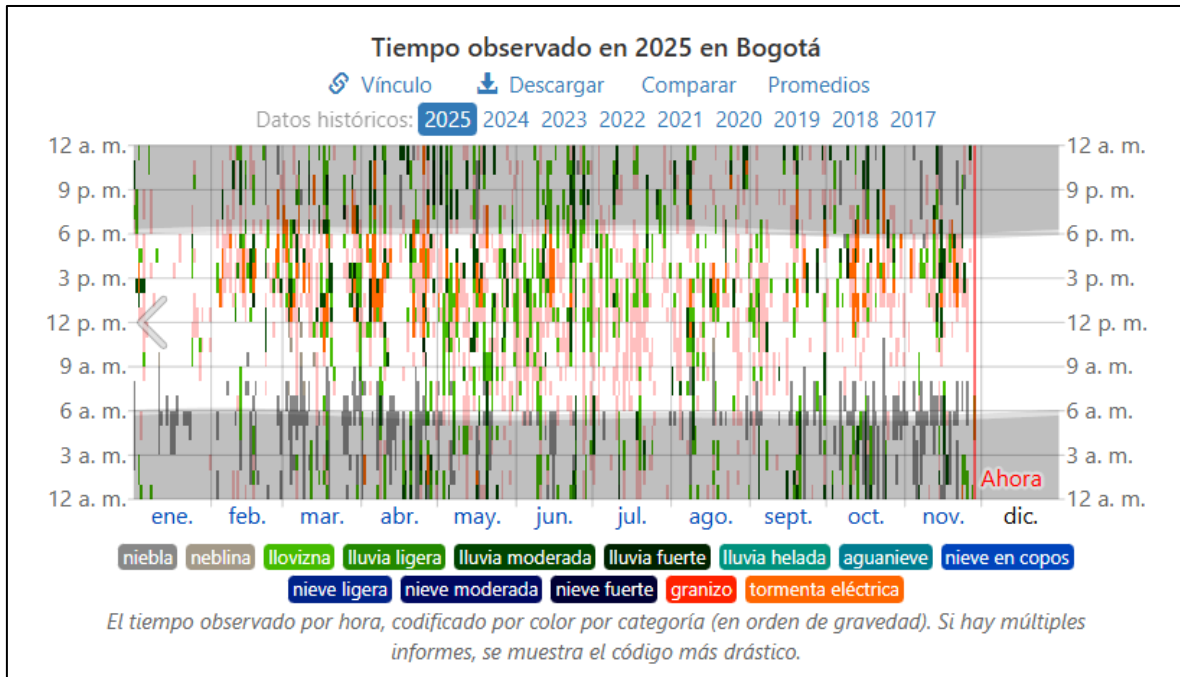 Tiempo observado en 2025 en Bogotá
Vínculo Descargar Comparar Promedios
Datos históricos: 2025 2024 2023 2022 2021 2020 2019 2018 2017
12 a. m. 12 a. m.
9 p. m. 9 p. m.
6 p. m. 6 p. m.
3 p. m. 3 p. m.
12 p. m. 12 p. m.
9 a. m. 9 a. m.
6 a. m. 6 a. m.
3 a. m. 3 a. m.
Ahora
12 a. m. 12 a. m.
ene. feb. mar. abr. may. jun. jul. ago. sept. oct. nov. dic.
niebla neblina llovizna lluvia ligera lluvia moderada lluvia fuerte lluvia helada aguanieve nieve en copos
nieve ligera nieve moderada nieve fuerte granizo tormenta eléctrica
El tiempo observado por hora, codificado por color por categoría (en orden de gravedad). Si hay múltiples
informes, se muestra el código más drástico.